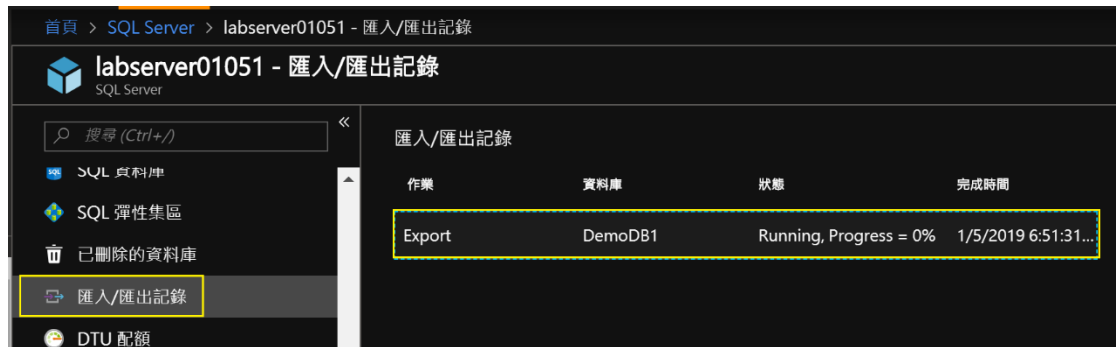 首頁 > SQL Server > labserver01051 - 匯入/匯出記錄
labserver01051 - 匯入/匯出記錄
SQL Server
搜尋 (Ctrl+/)
«
SQL 資料庫
SQL 彈性集區
已刪除的資料庫
匯入/匯出記錄
DTU 配額
匯入/匯出記錄
作業 資料庫 狀態 完成時間
Export DemoDB1 Running, Progress = 0% 1/5/2019 6:51:31...